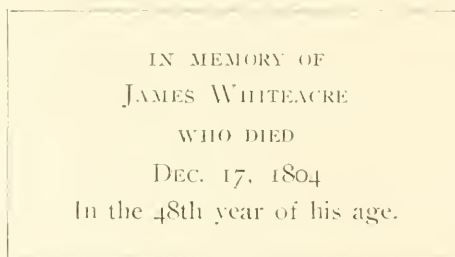 IN MEMORY OF
JAMES WHITEACRE
WHO DIED
DEC. 17, 1804
In the 48th year of his age.